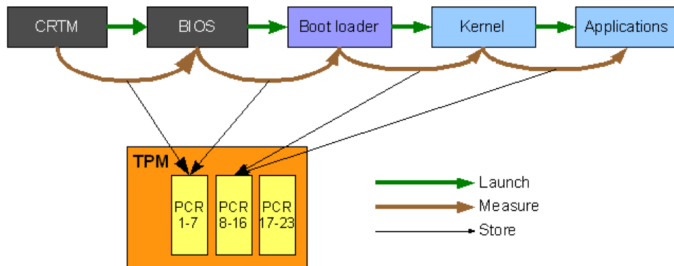 CRTM
BIOS
Boot loader
Kernel
Applications
TPM
PCR
1-7
PCR
8-16
PCR
17-23
Launch
Measure
Store